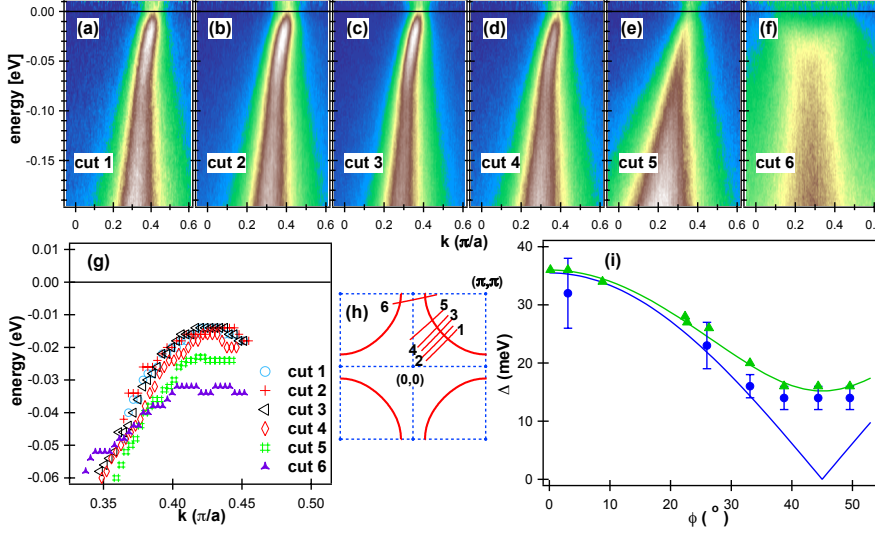 (a) (b) (c) (d) (e) (f)
energy [eV]
0.00
-0.05
-0.10
-0.15
cut 1 cut 2 cut 3 cut 4 cut 5 cut 6
0 0.2 0.4 0.6 0 0.2 0.4 0.6 0 0.2 0.4 0.6 0 0.2 0.4 0.6 0 0.2 0.4 0.6 0 0.2 0.4 0.6
k (π/a)
(g)
energy (eV)
0.01
0.00
-0.01
-0.02
-0.03
-0.04
-0.05
-0.06
cut 1
cut 2
cut 3
cut 4
cut 5
cut 6
0.35 0.40 0.45 0.50
k (π/a)
(h)
(π,π)
6
5
3
1
4
2
(0,0)
(i)
Δ (meV)
40
20
0
0 10 20 30 40 50
ϕ ( °)